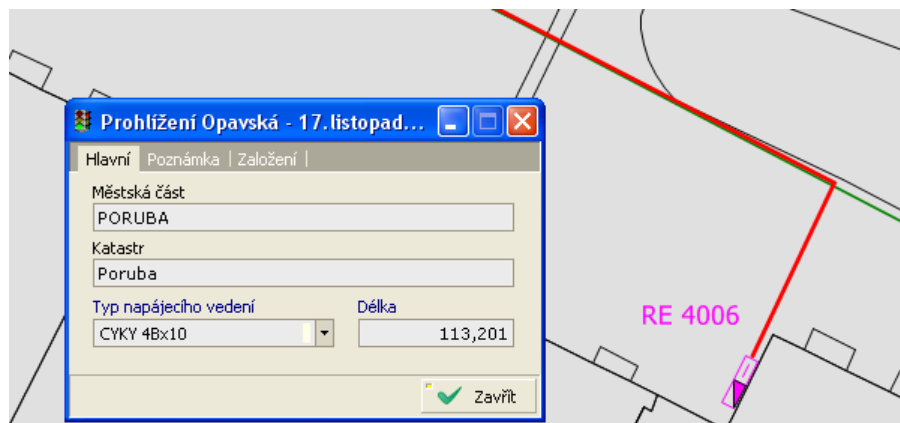 Prohlížení Opavská - 17.listopad...
Hlavní Poznámka Založení
Městská část
PORUBA
Katastr
Poruba
Typ napájecího vedení Délka
CYKY 4Bx10 113,201
Zavřít
RE 4006